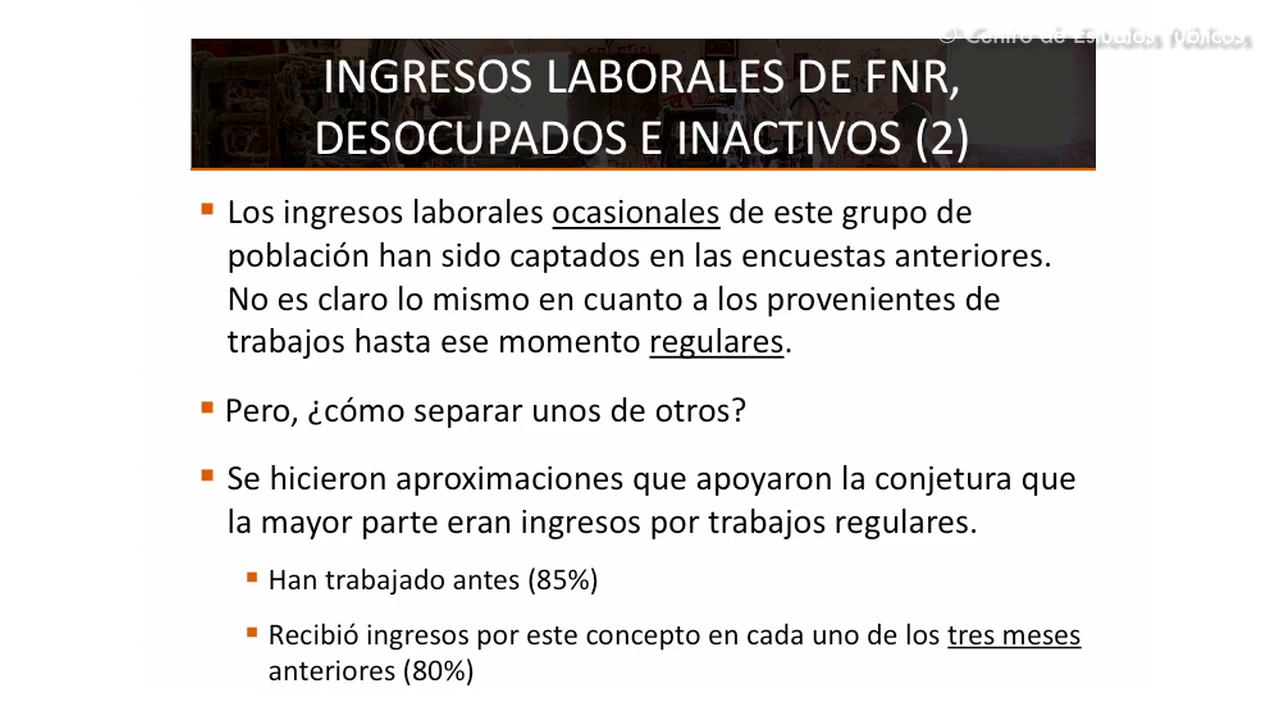 © Centro de Estudios Públicos
INGRESOS LABORALES DE FNR,
DESOCUPADOS E INACTIVOS (2)
Los ingresos laborales ocasionales de este grupo de
población han sido captados en las encuestas anteriores.
No es claro lo mismo en cuanto a los provenientes de
trabajos hasta ese momento regulares.
Pero, ¿cómo separar unos de otros?
Se hicieron aproximaciones que apoyaron la conjetura que
la mayor parte eran ingresos por trabajos regulares.
Han trabajado antes (85%)
Recibió ingresos por este concepto en cada uno de los tres meses
anteriores (80%)